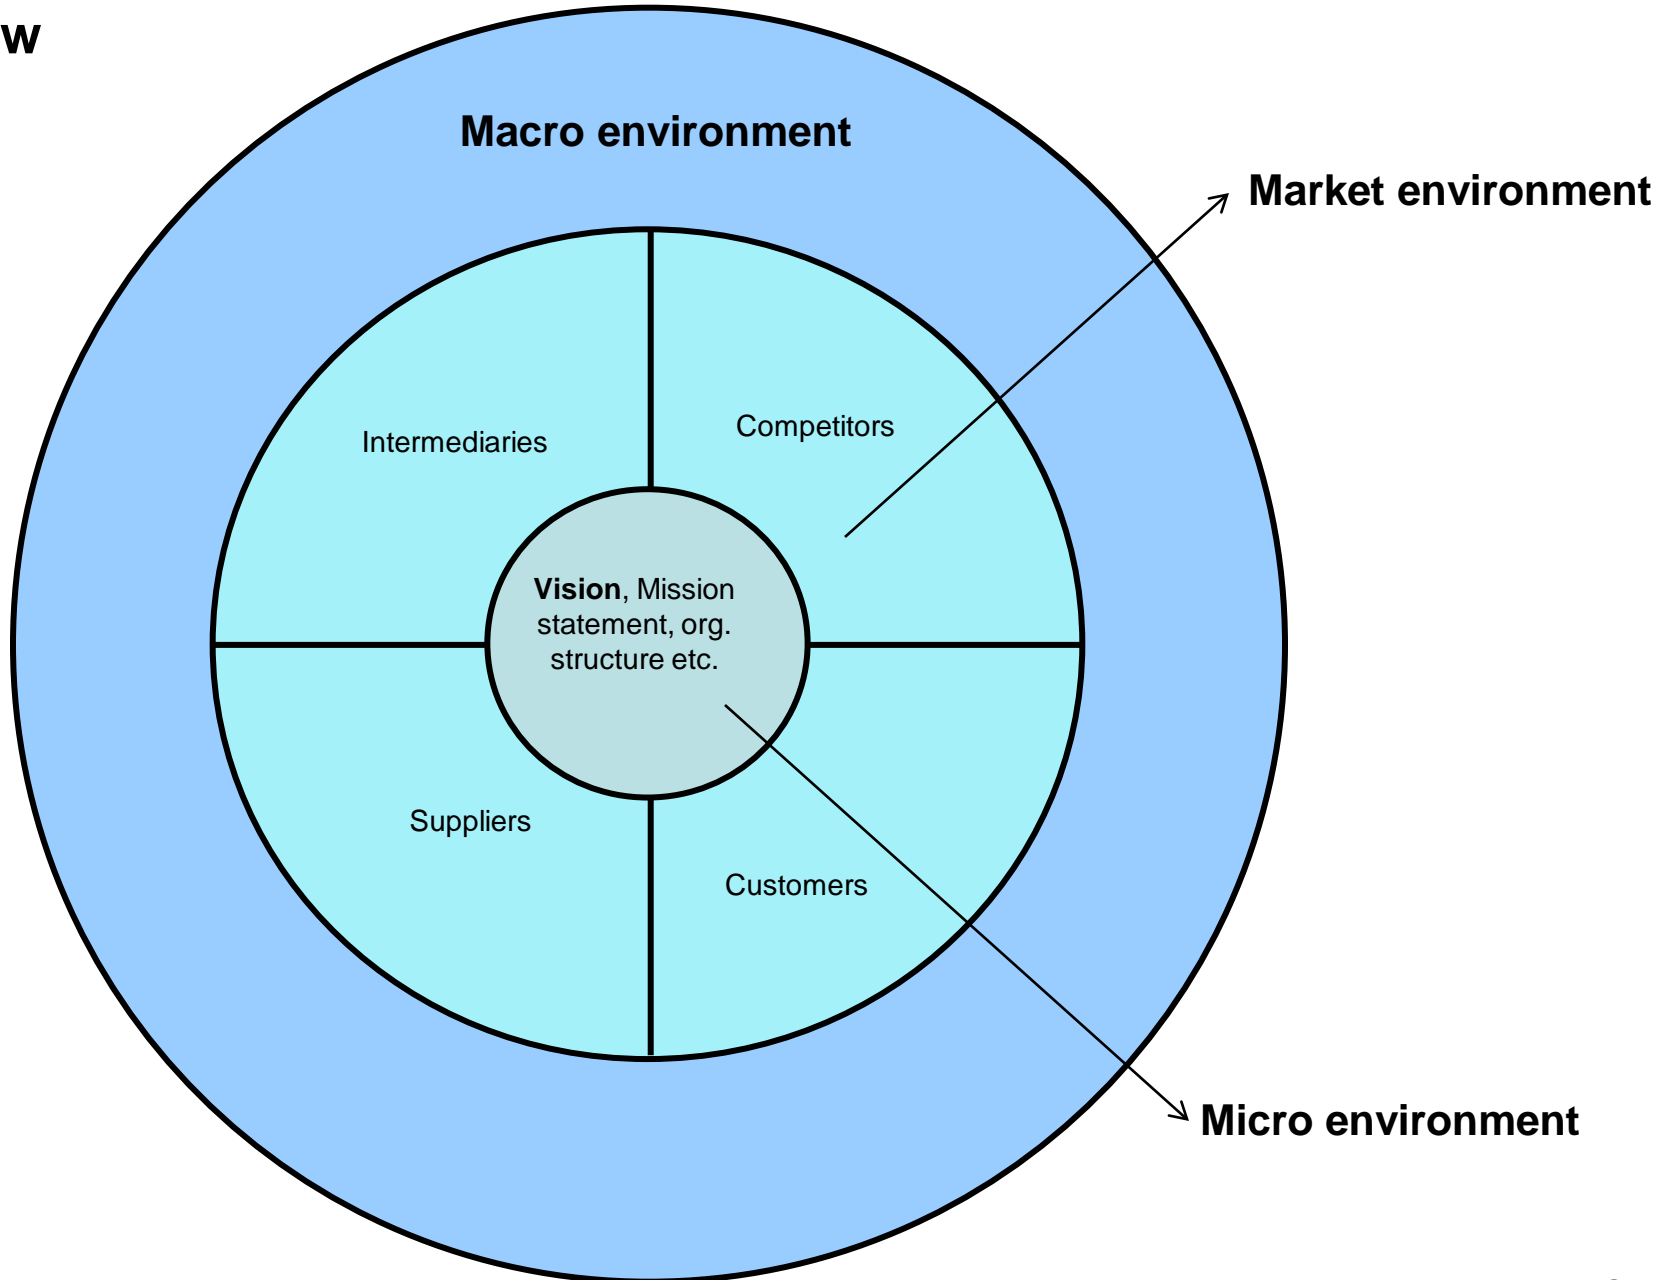 w
Macro environment
Market environment
Intermediaries
Competitors
Vision, Mission
statement, org.
structure etc.
Suppliers
Customers
Micro environment